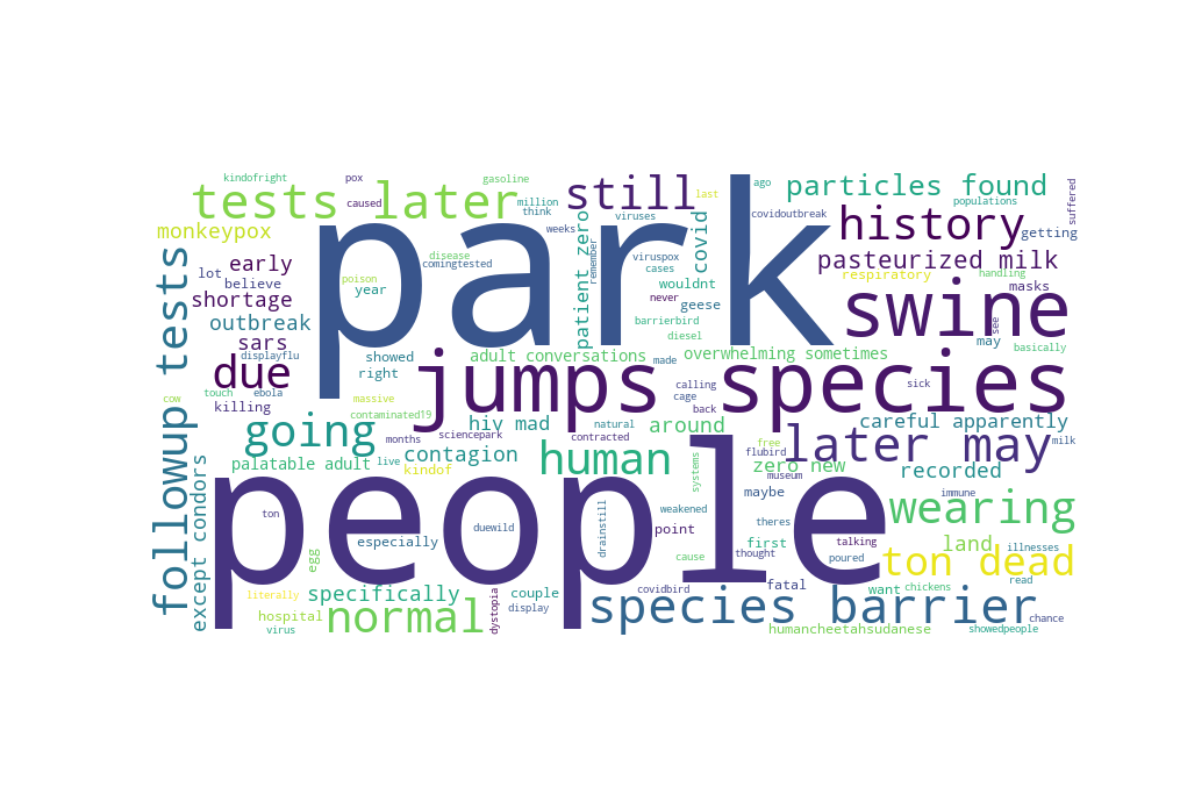 kindofright
pox
gasoline
ago
particles found
populations
suffered
tests later
caused
million
think
still
last
covidoutbreak
history
getting
monkeypox
weeks
viruses
patient zero
covid
park
early
disease
comingtested
remember
viruspox
pasteurized milk
lot
believe
poison
year
cases
wouldnt
respiratory
handling
masks
shortage
never
geese
swine
followup tests
outbreak
barrierbird
diesel
may
see
sars
displayflu
showed
right
adult conversations
made
overwhelming sometimes
basically
due
jumps species
calling
cage
back
sick
cow
touch
ebola
killing
massive
contaminated19
hiv mad
natural
around
careful apparently
going
months
sciencepark
contracted
free
flubird
later may
milk
palatable adult
live
kindof
contagion
human
systems
zero new
museum
recorded
except condors
ton
people
weakened
maybe
immune
wearing
duewild
drainstill
point
theres
especially
egg
cause
thought
first
talking
poured
land
illnesses
ton dead
literally
specifically
dystopia
couple
display
covidbird
fatal
want
chickens
read
hospital
normal
species barrier
chance
virus
humancheetahsudanese
showedpeople